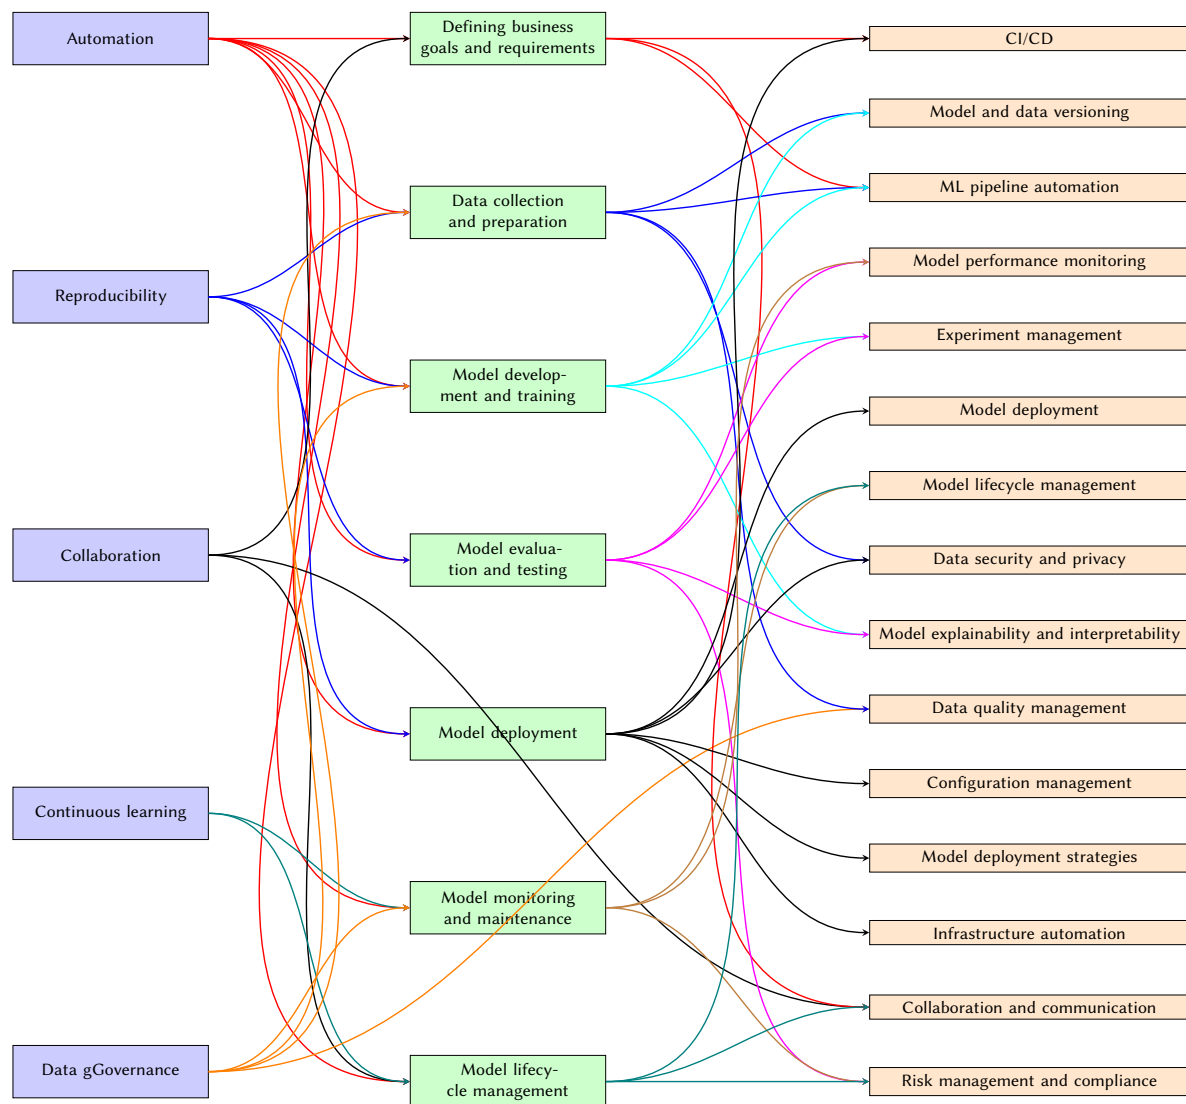 Automation
Reproducibility
Collaboration
Continuous learning
Data gGovernance
Defining business
goals and requirements
Data collection
and preparation
Model develop-
ment and training
Model evalua-
tion and testing
Model deployment
Model monitoring
and maintenance
Model lifecy-
cle management
CI/CD
Model and data versioning
ML pipeline automation
Model performance monitoring
Experiment management
Model deployment
Model lifecycle management
Data security and privacy
Model explainability and interpretability
Data quality management
Configuration management
Model deployment strategies
Infrastructure automation
Collaboration and communication
Risk management and compliance